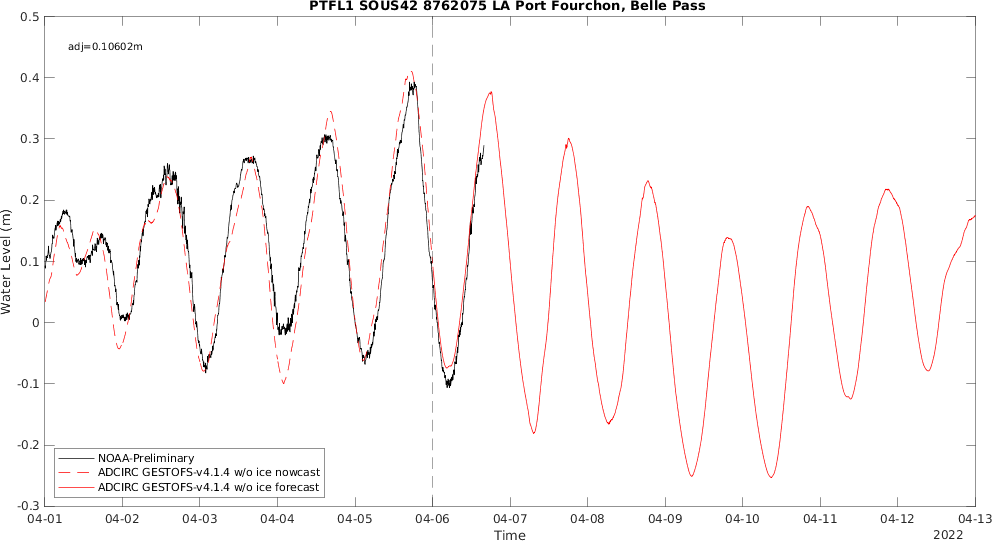 PTFL1 SOUS42 8762075 LA Port Fourchon, Belle Pass
adj=0.10602m
0.5
0.4
0.3
0.2
0.1
0
-0.1
-0.2
-0.3
Water Level (m)
NOAA-Preliminary
ADCIRC GESTOFS-v4.1.4 w/o ice nowcast
ADCIRC GESTOFS-v4.1.4 w/o ice forecast
04-01 04-02 04-03 04-04 04-05 04-06 04-07 04-08 04-09 04-10 04-11 04-12 04-13
Time
2022